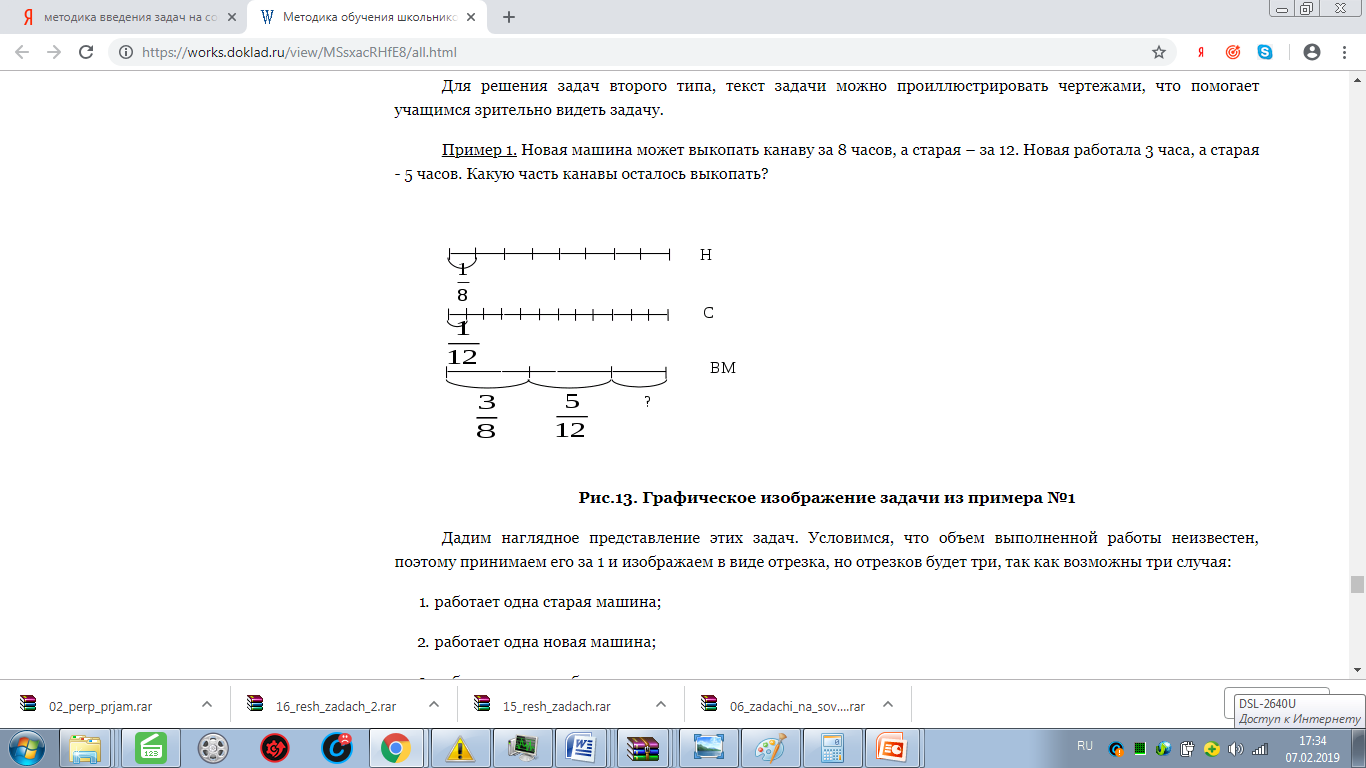 методика введения задач на со
Методика обучения школьнико
https://works.doklad.ru/view/MSsxacRHfE8/all.html
Для решения задач второго типа, текст задачи можно проиллюстрировать чертежами, что помогает
учащимся зрительно видеть задачу.
Пример 1. Новая машина может выкопать канаву за 8 часов, а старая – за 12. Новая работала 3 часа, а старая
- 5 часов. Какую часть канавы осталось выкопать?
Н
1
8
С
1
12
ВМ
3
8
5
12
?
Рис.13. Графическое изображение задачи из примера №1
Дадим наглядное представление этих задач. Условимся, что объем выполненной работы неизвестен,
поэтому принимаем его за 1 и изображаем в виде отрезка, но отрезков будет три, так как возможны три случая:
1. работает одна старая машина;
2. работает одна новая машина;
02_perp_prjam.rar
16_resh_zadach_2.rar
15_resh_zadach.rar
06_zadachi_na_sov....rar
DSL-2640U
Доступ к Интернету
RU
17:34
07.02.2019